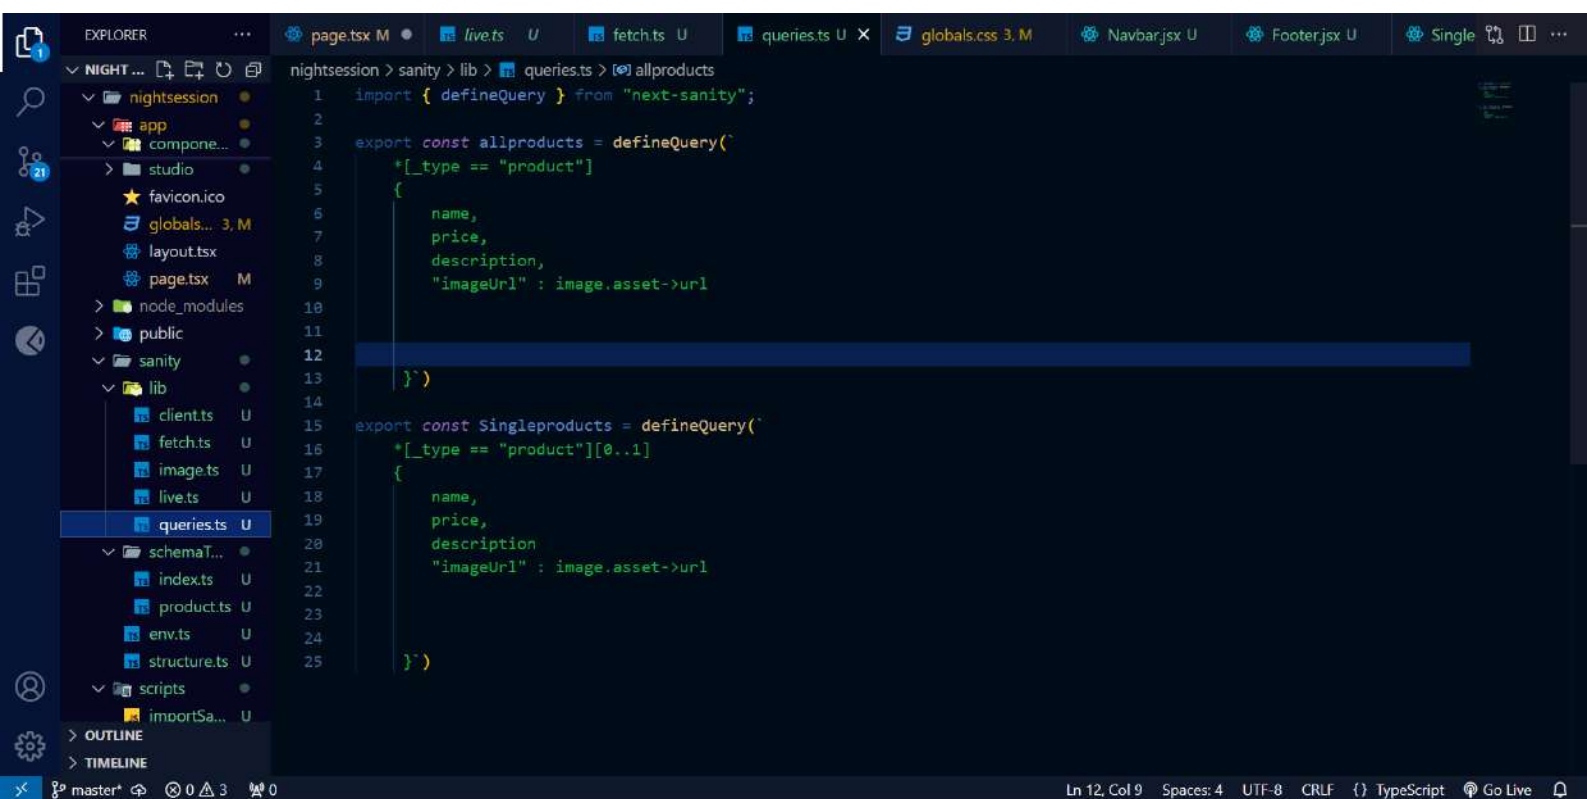 EXPLORER ···
page.tsx M ●
live.ts U
fetch.ts U
queries.ts U ×
globals.css 3, M
Navbar.jsx U
Footer.jsx U
Single
···
NIGHT ...
nightsession > sanity > lib > queries.ts > allproducts
1
nightsession
app
compone...
studio
favicon.ico
globals... 3, M
layout.tsx
page.tsx M
node_modules
public
sanity
lib
client.ts U
fetch.ts U
image.ts U
live.ts U
queries.ts U
schemaT...
index.ts U
product.ts U
env.ts U
structure.ts U
scripts
importSa... U
OUTLINE
TIMELINE
21
1 import { defineQuery } from "next-sanity";
2
3 export const allproducts = defineQuery(`
4 *[_type == "product"]
5 {
6 name,
7 price,
8 description,
9 "imageUrl" : image.asset->url
10
11
12
13 }`)
14
15 export const Singleproducts = defineQuery(`
16 *[_type == "product"][0..1]
17 {
18 name,
19 price,
20 description
21 "imageUrl" : image.asset->url
22
23
24
25 }`)
master* 0 3 0
Ln 12, Col 9 Spaces: 4 UTF-8 CRLF {} TypeScript Go Live